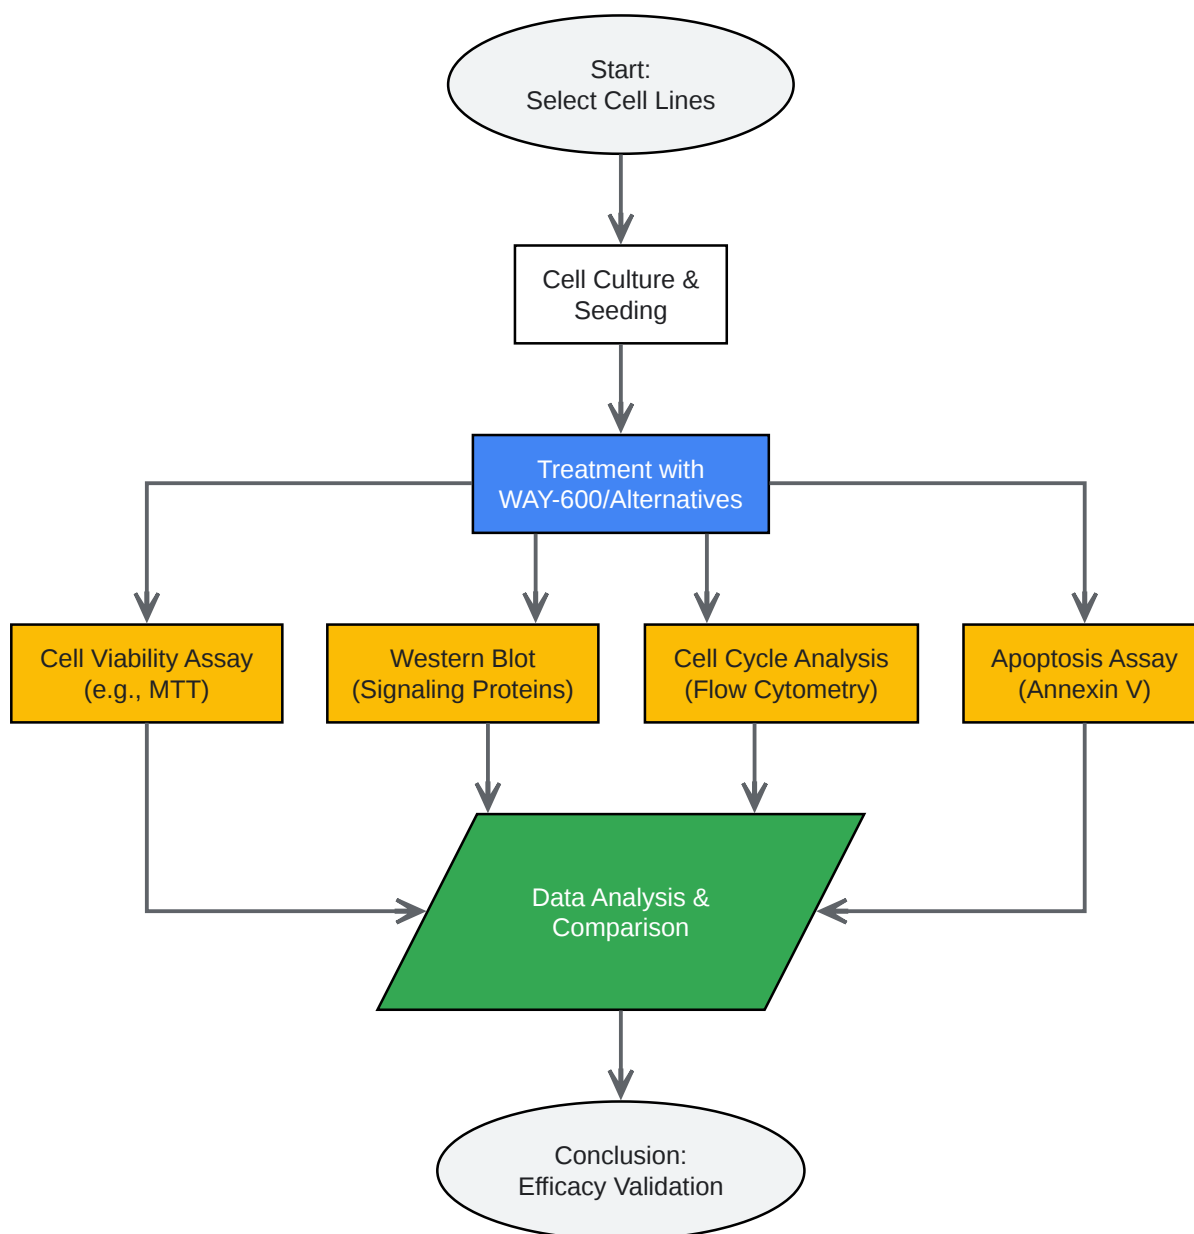 Start:
Select Cell Lines
Cell Culture &
Seeding
Treatment with
WAY-600/Alternatives
Cell Viability Assay
(e.g., MTT)
Western Blot
(Signaling Proteins)
Cell Cycle Analysis
(Flow Cytometry)
Apoptosis Assay
(Annexin V)
Data Analysis &
Comparison
Conclusion:
Efficacy Validation